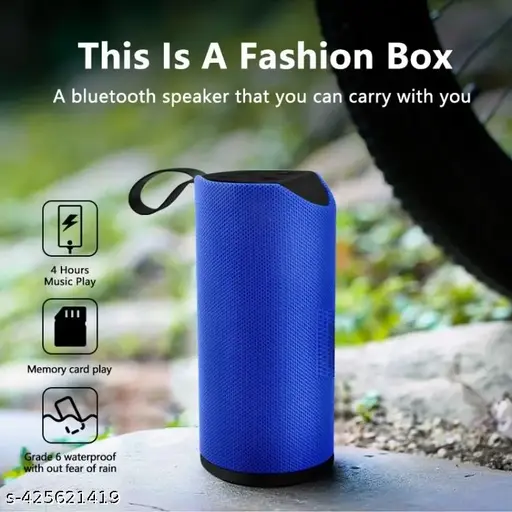 This Is A Fashion Box
A bluetooth speaker that you can carry with you
4 Hours
Music Play
Memory card play
Grade 6 waterproof
with out fear of rain
s-425621419